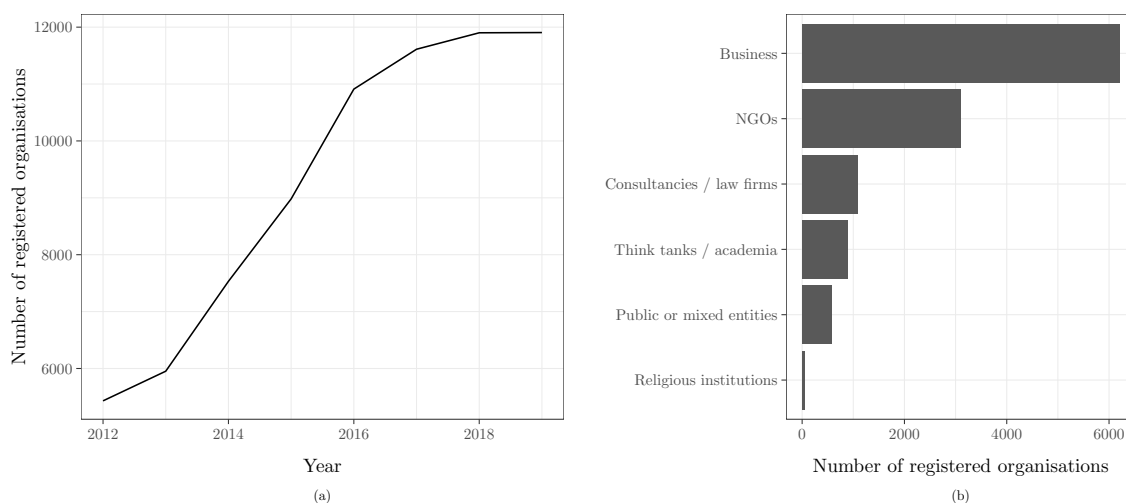 Number of registered organisations
12000
10000
8000
6000
2012 2014 2016 2018
Year
(a)
Business
NGOs
Consultancies / law firms
Think tanks / academia
Public or mixed entities
Religious institutions
0 2000 4000 6000
Number of registered organisations
(b)